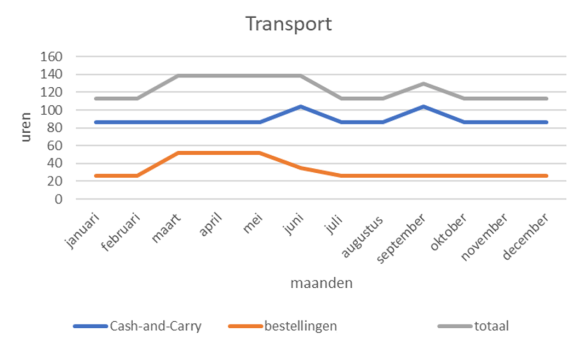 Transport
160
140
120
100
80
60
40
20
0
uren
januari
februari
maart
april
mei
juni
juli
augustus
september
oktober
november
december
maanden
Cash-and-Carry bestellingen totaal